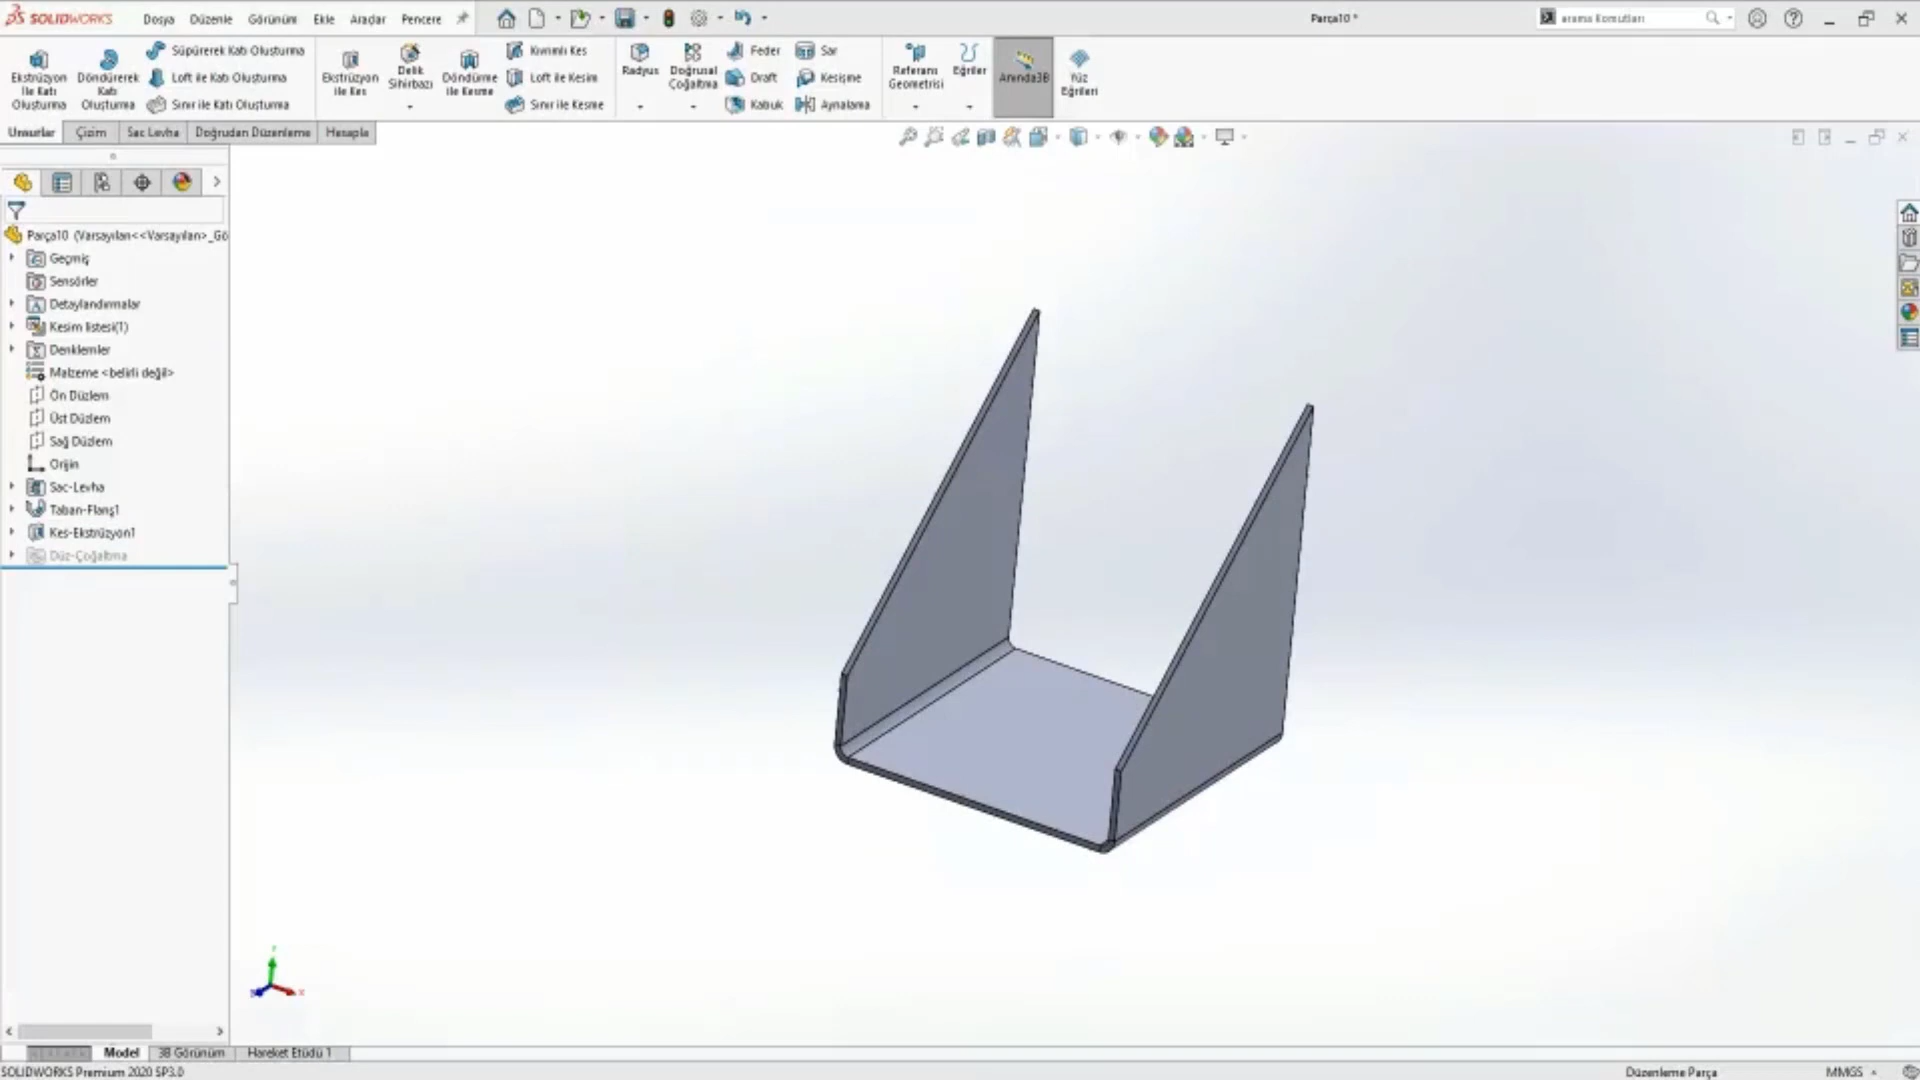 SOLIDWORKS Dosya Düzenle Görünüm Ekle Araçlar Pencere Parça10 * arama Komutları
Ekstrüzyon İle Katı Oluşturma
Döndürerek Katı Oluşturma
Süpürerek Katı Oluşturma
Loft ile Katı Oluşturma
Sınır ile Katı Oluşturma
Ekstrüzyon ile Kes
Delik Sihirbazı
Döndürme ile Kesme
Kıvrımlı Kes
Loft ile Kesim
Sınır ile Kesme
Radyus
Doğrusal Çoğaltma
Feder
Draft
Kabuk
Sar
Kesişme
Aynalama
Referans Geometrisi
Eğriler
Anında3B
Yüz Eğrileri
Unsurlar Çizim Sac Levha Doğrudan Düzenleme Hesapla
Parça10 (Varsayılan<<Varsayılan>_Gö
Geçmiş
Sensörler
Detaylandırmalar
Kesim listesi(1)
Denklemler
Malzeme <belirli değil>
Ön Düzlem
Üst Düzlem
Sağ Düzlem
Orijin
Sac-Levha
Taban-Flanş1
Kes-Ekstrüzyon1
Düz-Çoğaltma
Model 3B Görünüm Hareket Etüdü 1
SOLIDWORKS Premium 2020 SP3.0 Düzenleme Parça MMGS